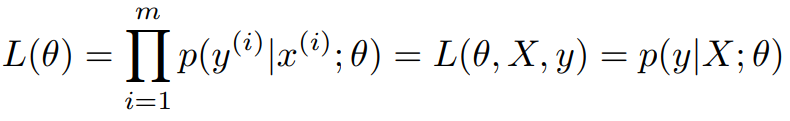 L(θ) = ∏_{i=1}^{m} p(y^{(i)}|x^{(i)}; θ) = L(θ, X, y) = p(y|X; θ)